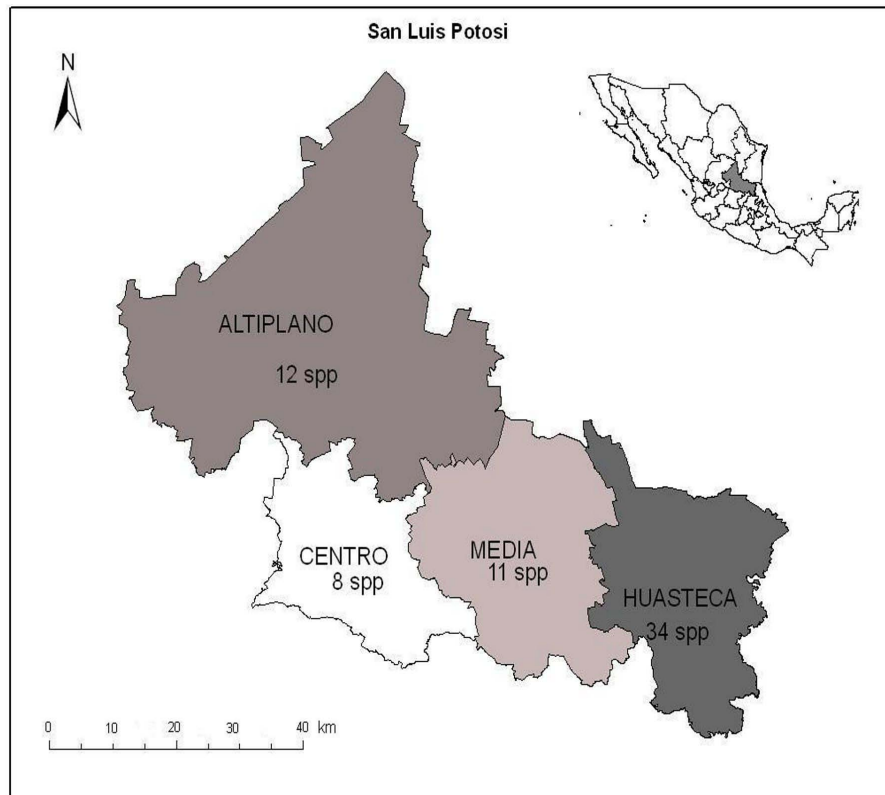 San Luis Potosi
N
ALTIPLANO
12 spp
CENTRO
8 spp
MEDIA
11 spp
HUASTECA
34 spp
0 10 20 30 40 km